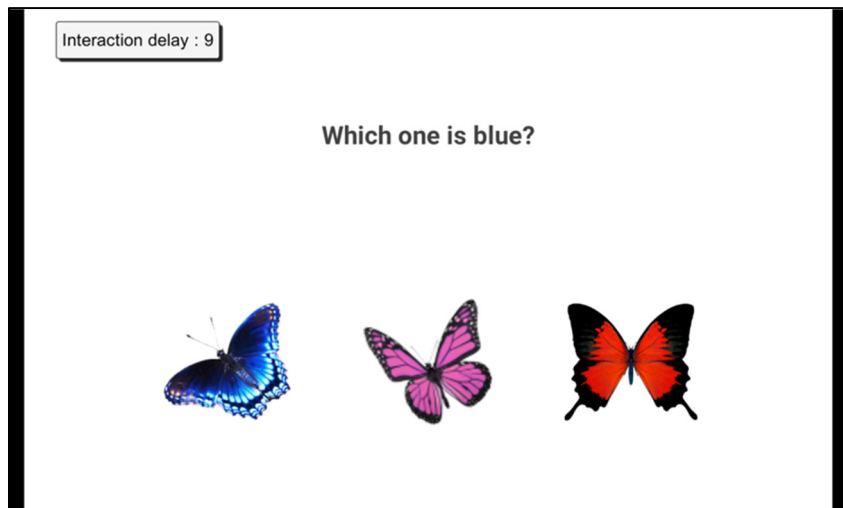 Interaction delay : 9
Which one is blue?